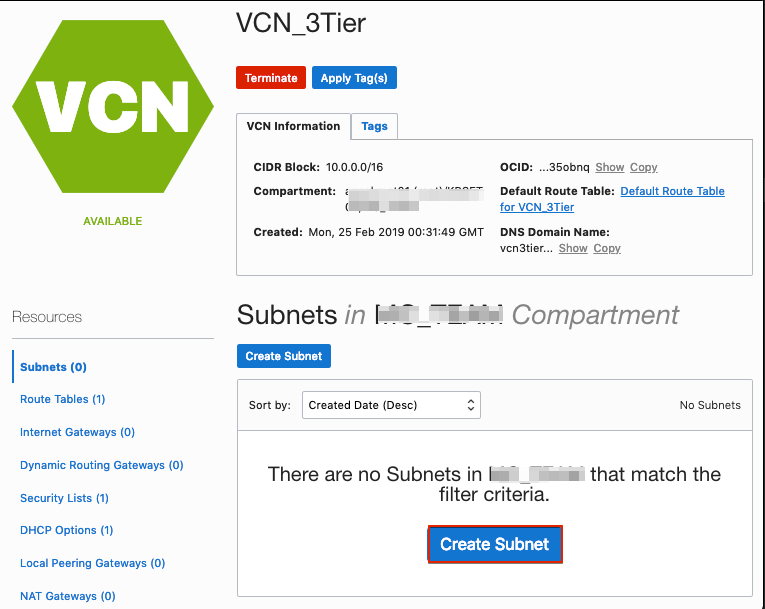 VCN_3Tier
VCN
AVAILABLE
Terminate
Apply Tag(s)
VCN Information
Tags
CIDR Block: 10.0.0.0/16
Compartment:
Created: Mon, 25 Feb 2019 00:31:49 GMT
OCID: ...35obnq Show Copy
Default Route Table: Default Route Table
for VCN_3Tier
DNS Domain Name:
vcn3tier... Show Copy
Resources
Subnets (0)
Route Tables (1)
Internet Gateways (0)
Dynamic Routing Gateways (0)
Security Lists (1)
DHCP Options (1)
Local Peering Gateways (0)
NAT Gateways (0)
Subnets in Compartment
Create Subnet
Sort by: Created Date (Desc)
No Subnets
There are no Subnets in that match the
filter criteria.
Create Subnet